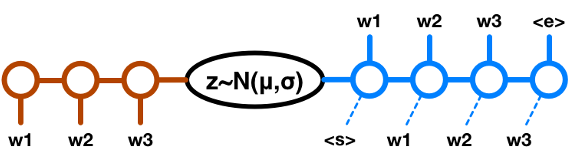 w1 w2 w3 <e>
z~N(μ,σ)
w1 w2 w3 <s> w1 w2 w3